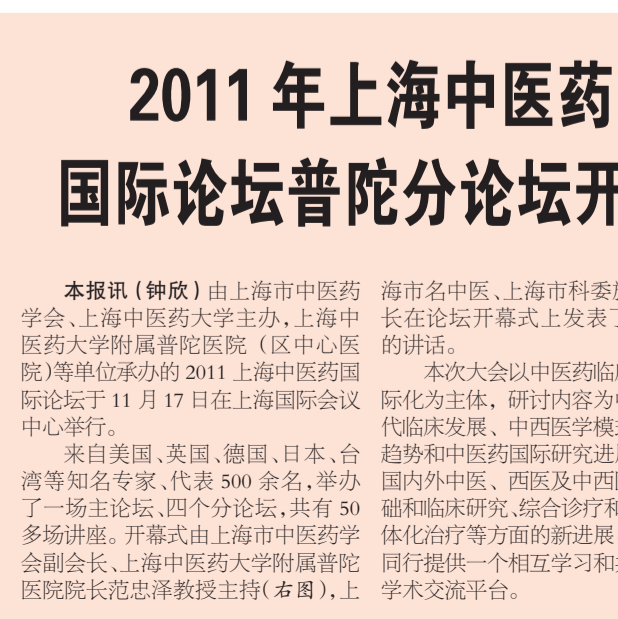 2011 年上海中医药
国际论坛普陀分论坛开
本报讯（钟欣）由上海市中医药
学会、上海中医药大学主办，上海中
医药大学附属普陀医院（区中心医
院）等单位承办的 2011 上海中医药国
际论坛于 11 月 17 日在上海国际会议
中心举行。
来自美国、英国、德国、日本、台
湾等知名专家、代表 500 余名，举办
了一场主论坛、四个分论坛，共有 50
多场讲座。开幕式由上海市中医药学
会副会长、上海中医药大学附属普陀
医院院长范忠泽教授主持（右图），上
海市名中医、上海市科委
长在论坛开幕式上发表了
的讲话。
本次大会以中医药临
际化为主体，研讨内容为
代临床发展、中西医学模
趋势和中医药国际研究进
国内外中医、西医及中西
础和临床研究、综合诊疗和
体化治疗等方面的新进展
同行提供一个相互学习和
学术交流平台。